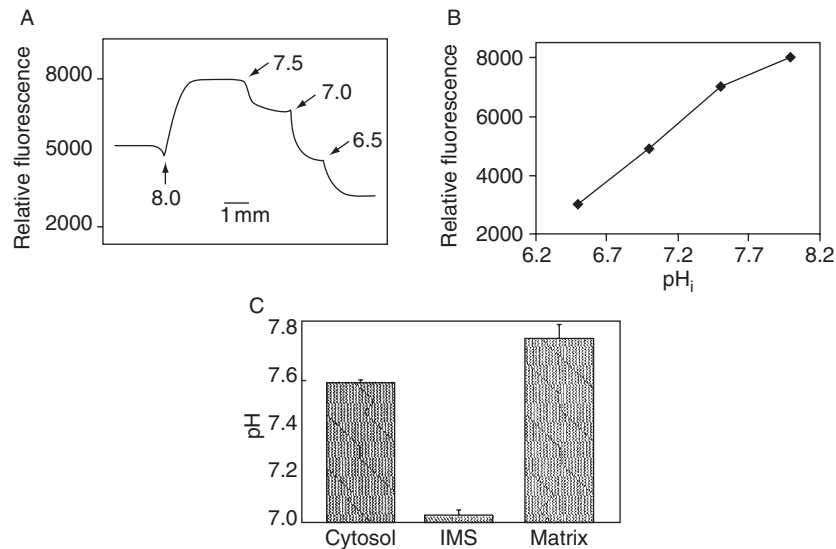 A
Relative fluorescence
8000
5000
2000
8.0
7.5
7.0
6.5
1 mm
B
Relative fluorescence
8000
6000
4000
2000
6.2 6.7 7.2 7.7 8.2
pHi
C
pH
7.8
7.6
7.4
7.2
7.0
Cytosol IMS Matrix